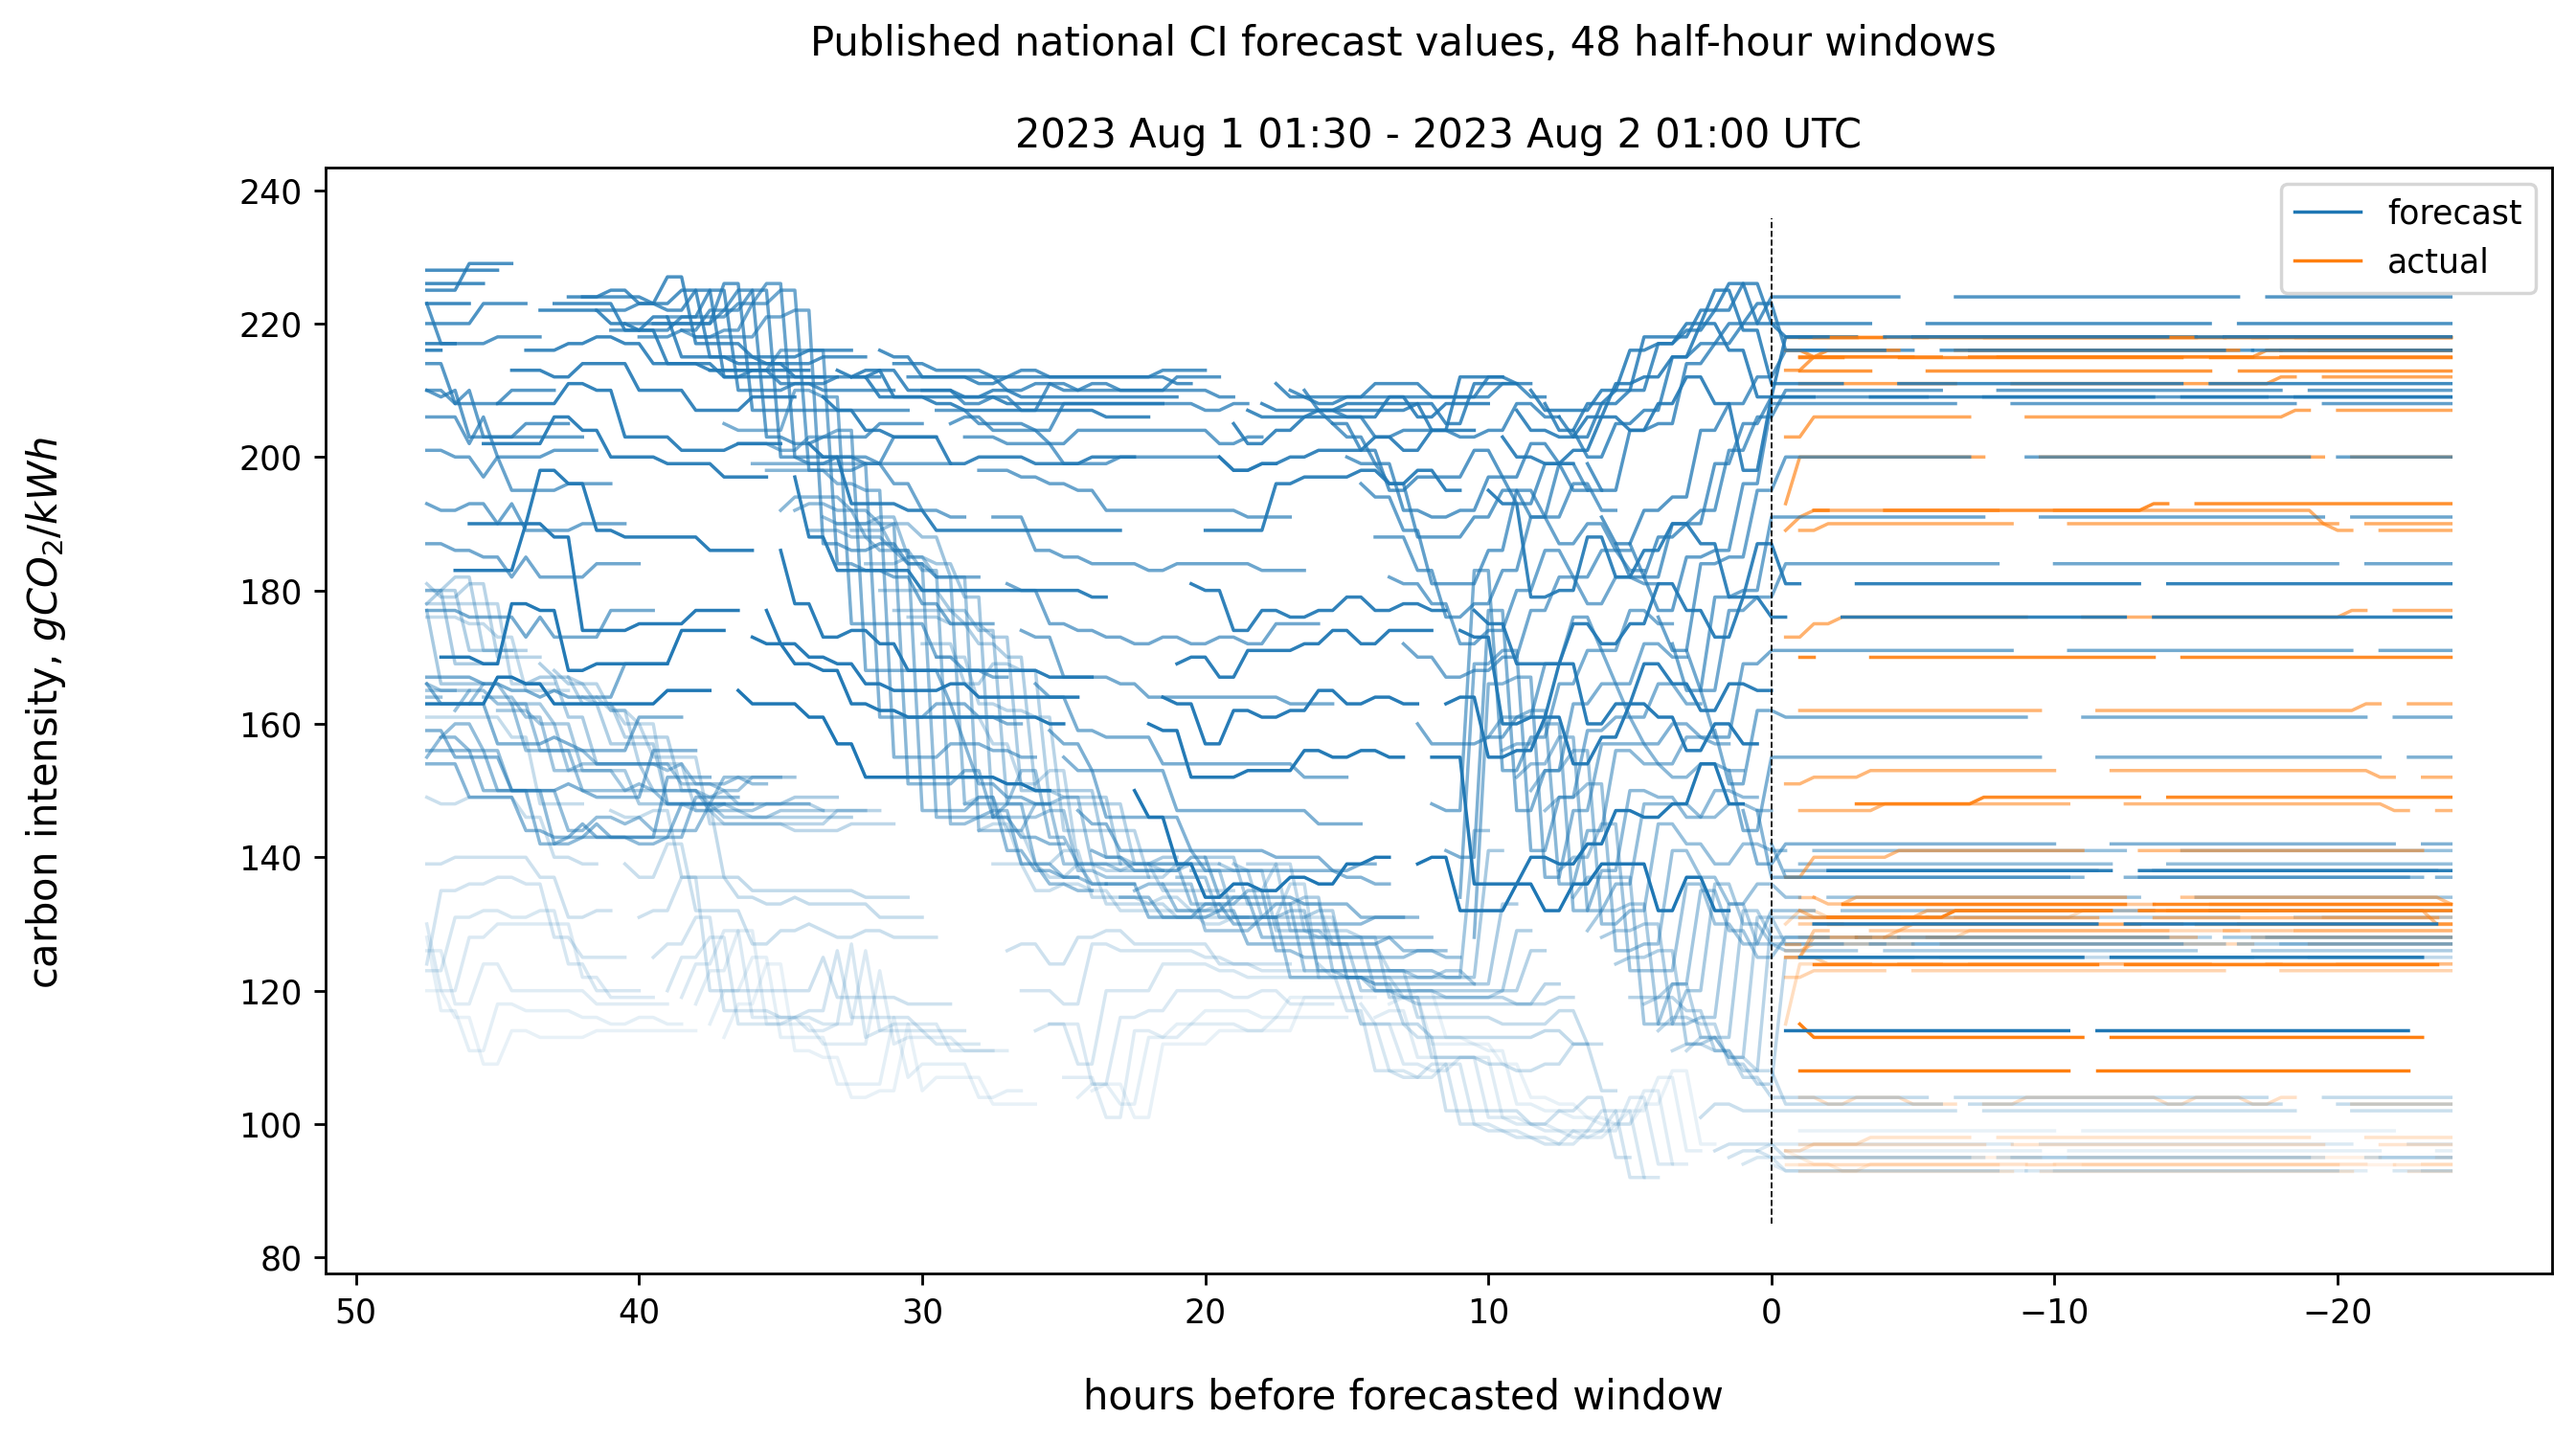 Published national CI forecast values, 48 half-hour windows
2023 Aug 1 01:30 - 2023 Aug 2 01:00 UTC
forecast
actual
carbon intensity, gCO₂/kWh
240
220
200
180
160
140
120
100
80
50
40
30
20
10
0
−10
−20
hours before forecasted window